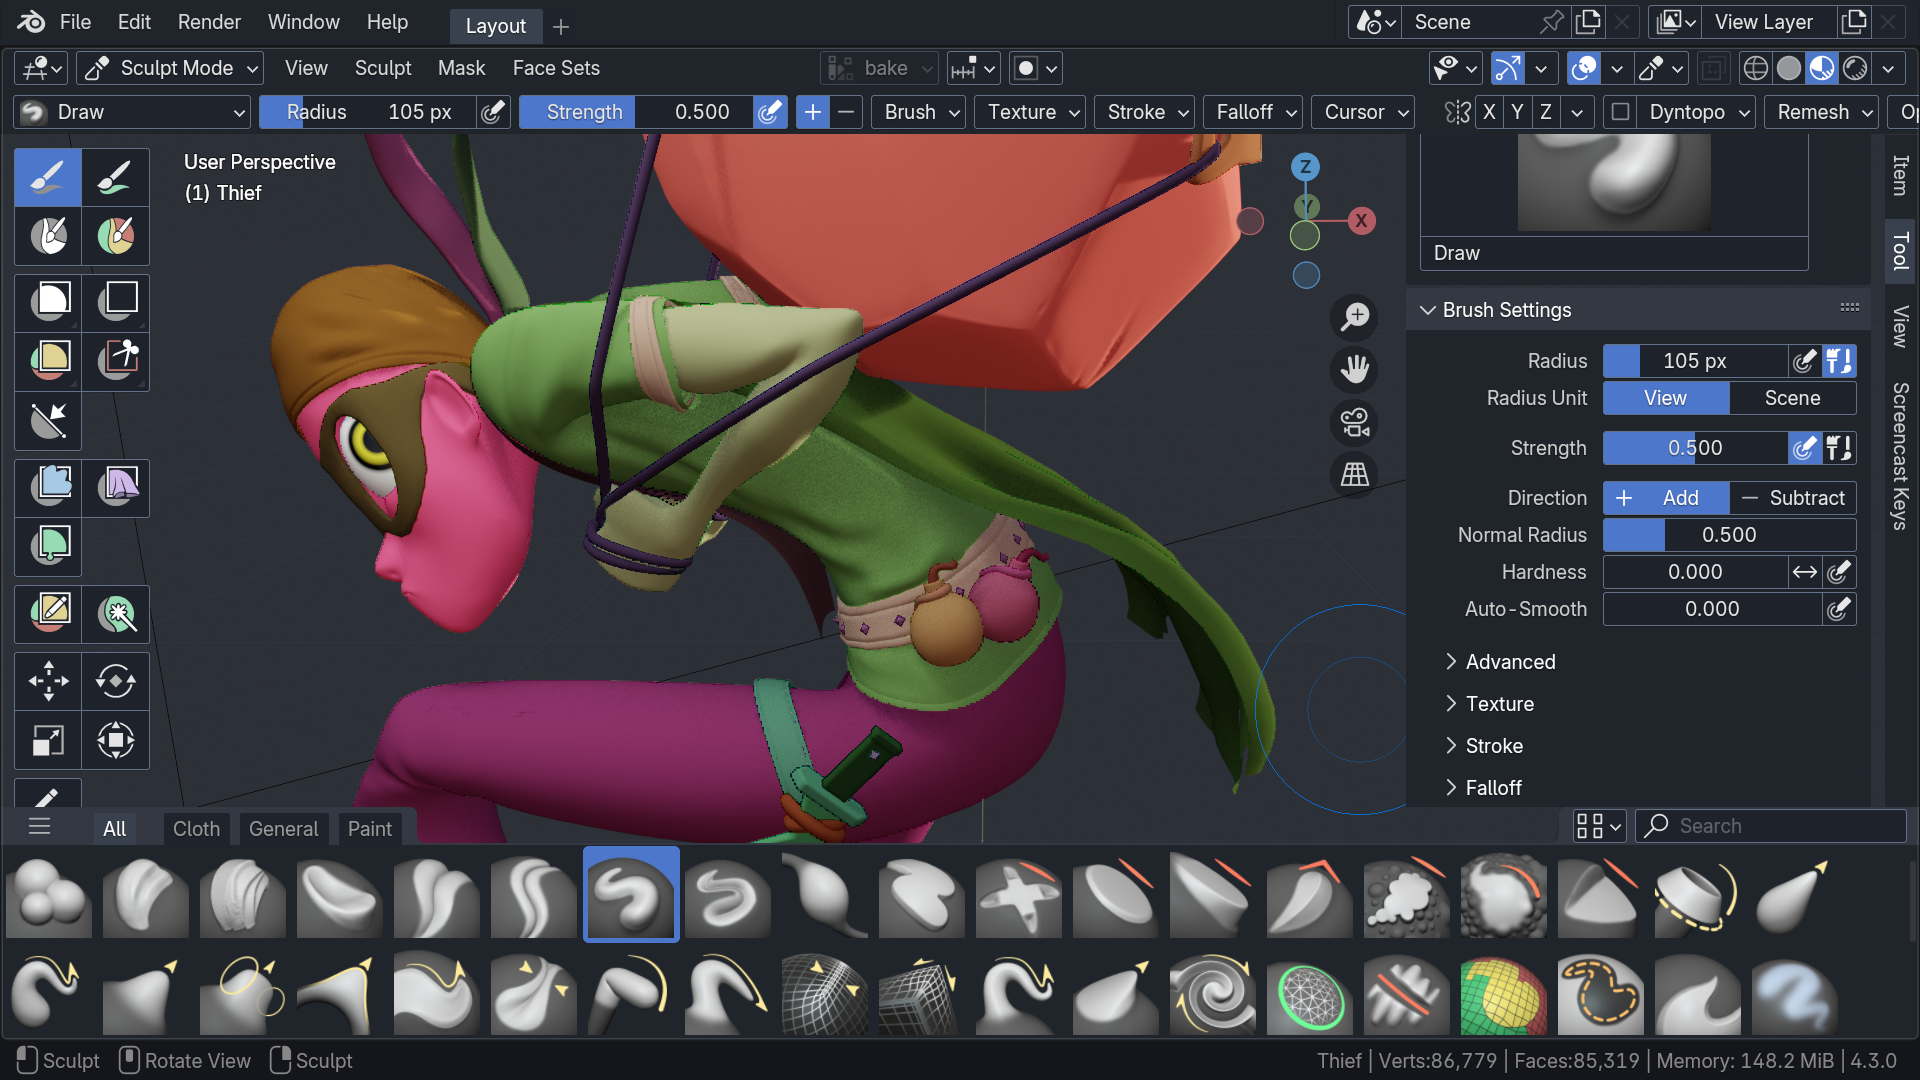 File Edit Render Window Help Layout + Scene View Layer
Sculpt Mode View Sculpt Mask Face Sets bake
Draw Radius 105 px Strength 0.500 + − Brush Texture Stroke Falloff Cursor X Y Z Dyntopo Remesh Op
User Perspective
(1) Thief
Z
Y
X
Draw
Brush Settings
Radius 105 px
Radius Unit View Scene
Strength 0.500
Direction + Add − Subtract
Normal Radius 0.500
Hardness 0.000
Auto-Smooth 0.000
Advanced
Texture
Stroke
Falloff
Item
Tool
View
Screencast Keys
All Cloth General Paint Search
Sculpt Rotate View Sculpt Thief | Verts:86,779 | Faces:85,319 | Memory: 148.2 MiB | 4.3.0